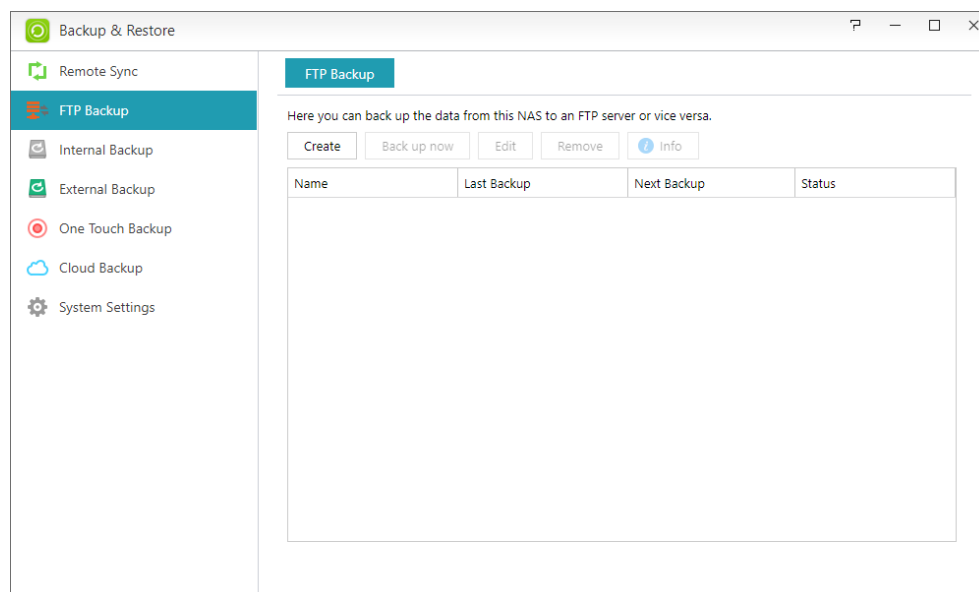 Backup & Restore
Remote Sync
FTP Backup
Internal Backup
External Backup
One Touch Backup
Cloud Backup
System Settings
FTP Backup
Here you can back up the data from this NAS to an FTP server or vice versa.
Create Back up now Edit Remove Info
Name Last Backup Next Backup Status